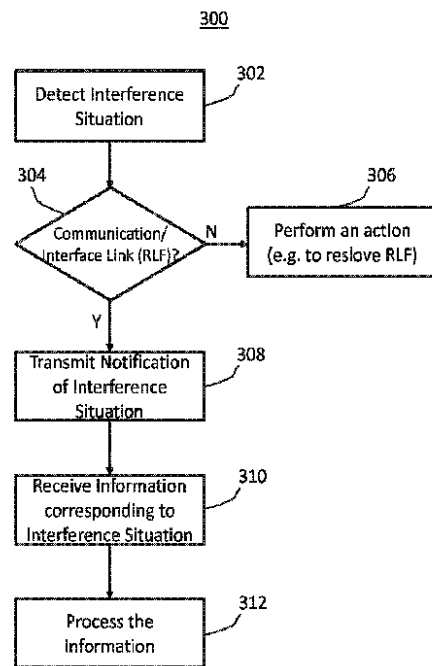 300
302
Detect Interference
Situation
304
306
Communication/
Interface Link (RLF)?
N
Perform an action
(e.g. to reslove RLF)
Y
308
Transmit Notification
of Interference
Situation
310
Receive Information
corresponding to
Interference Situation
312
Process the
Information